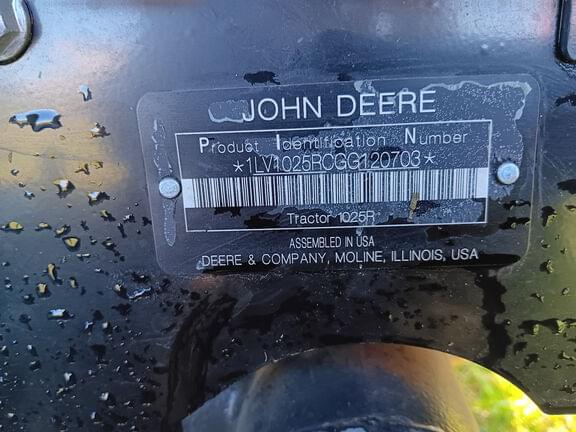 JOHN DEERE
Product Identification Number
*1LV1025RCGG120703*
Tractor 1025R
ASSEMBLED IN USA
DEERE & COMPANY, MOLINE, ILLINOIS, USA